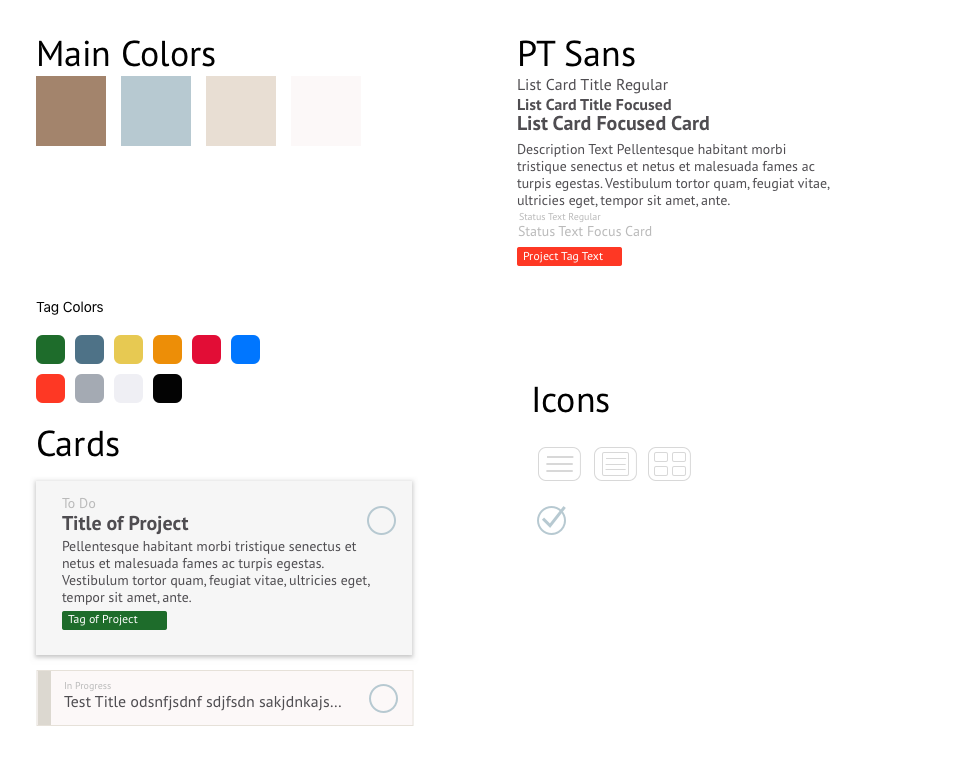 Main Colors
PT Sans
List Card Title Regular
List Card Title Focused
List Card Focused Card
Description Text Pellentesque habitant morbi
tristique senectus et netus et malesuada fames ac
turpis egestas. Vestibulum tortor quam, feugiat vitae,
ultricies eget, tempor sit amet, ante.
Status Text Regular
Status Text Focus Card
Project Tag Text
Tag Colors
Icons
Cards
To Do
Title of Project
Pellentesque habitant morbi tristique senectus et
netus et malesuada fames ac turpis egestas.
Vestibulum tortor quam, feugiat vitae, ultricies eget,
tempor sit amet, ante.
Tag of Project
In Progress
Test Title odsnfjsdnf sdjfsdn sakjdnkajs...